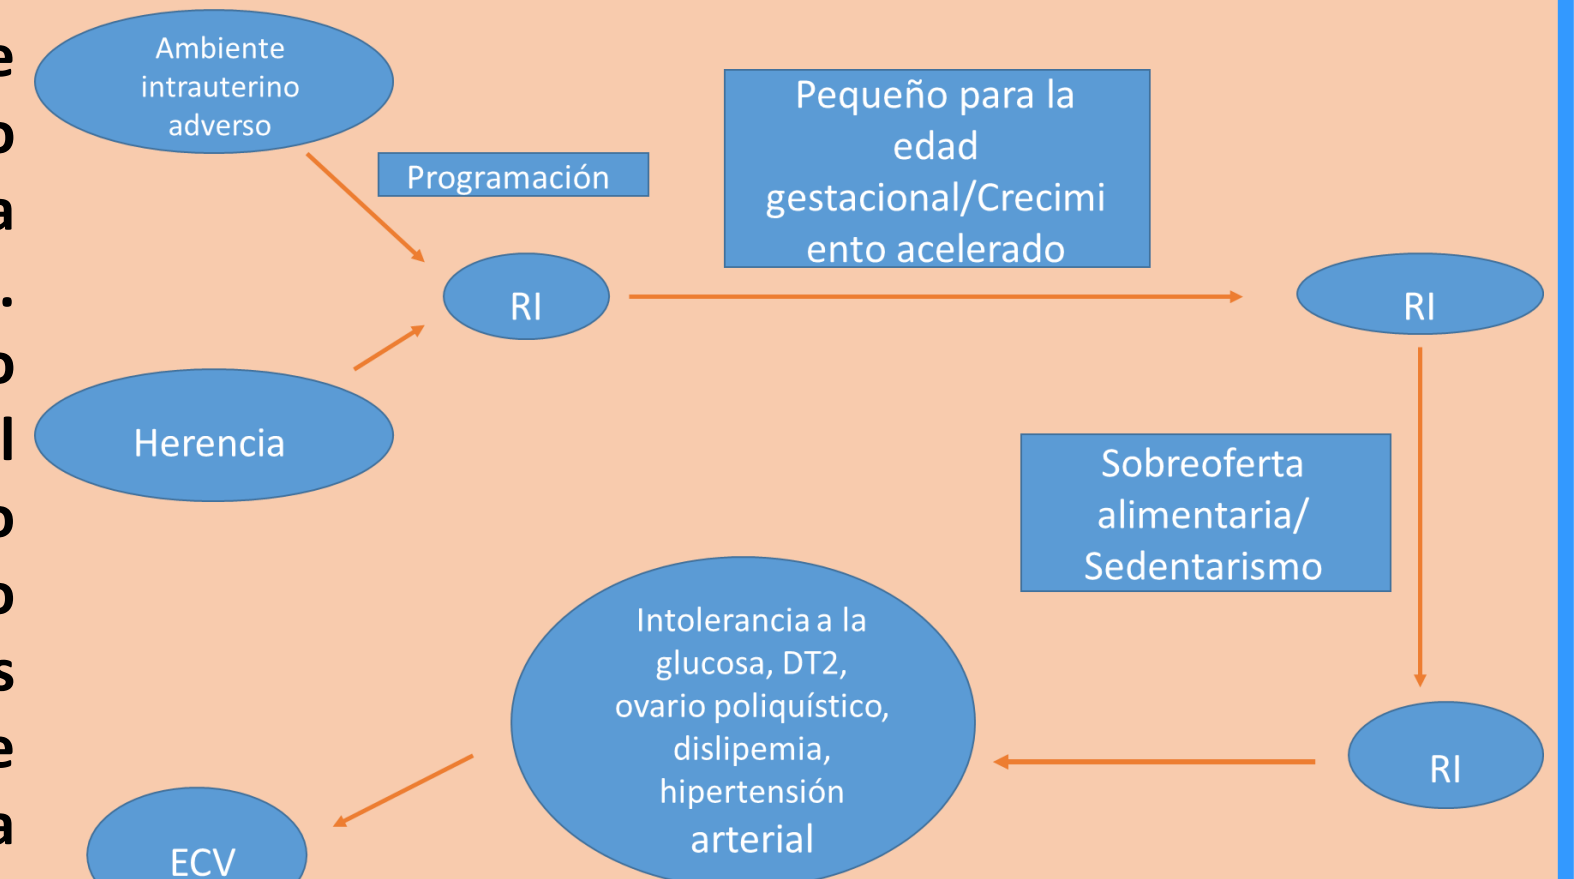 Ambiente
intrauterino
adverso
Programación
Pequeño para la
edad
gestacional/Crecimi
ento acelerado
RI
RI
Herencia
Sobreoferta
alimentaria/
Sedentarismo
Intolerancia a la
glucosa, DT2,
ovario poliquístico,
dislipemia,
hipertensión
arterial
RI
ECV
e
o
a
.
o
l
o
o
s
e
a